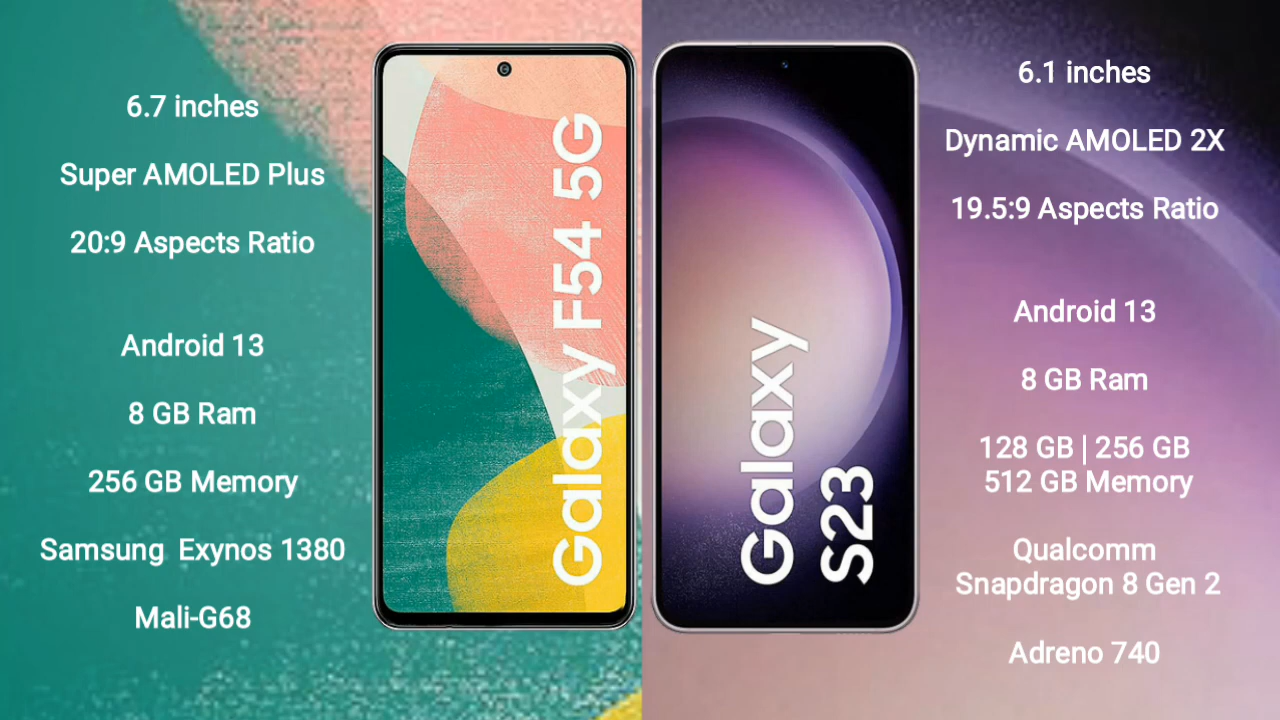 6.7 inches
Super AMOLED Plus
20:9 Aspects Ratio
Android 13
8 GB Ram
256 GB Memory
Samsung  Exynos 1380
Mali-G68
Galaxy F54 5G
Galaxy
S23
6.1 inches
Dynamic AMOLED 2X
19.5:9 Aspects Ratio
Android 13
8 GB Ram
128 GB | 256 GB
512 GB Memory
Qualcomm
Snapdragon 8 Gen 2
Adreno 740